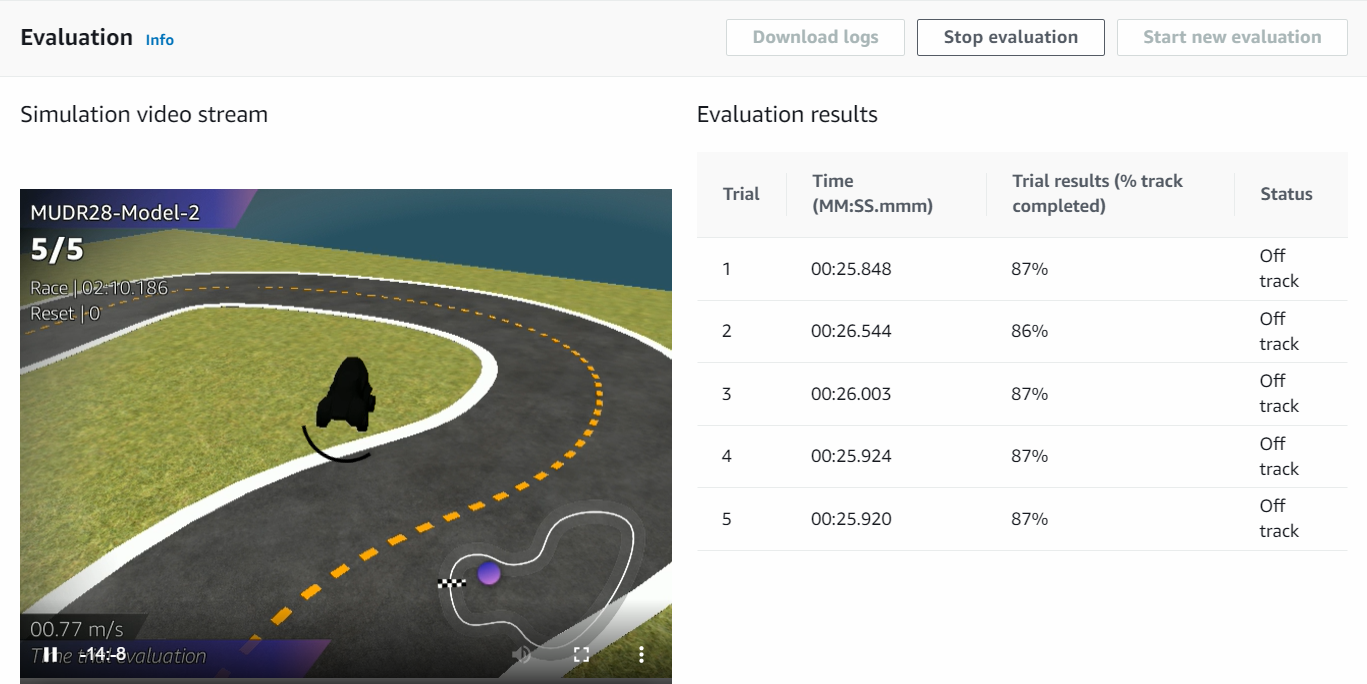 Evaluation Info
Download logs
Stop evaluation
Start new evaluation
Simulation video stream
MUDR28-Model-2
5/5
Race | 02:10.186
Reset | 0
00.77 m/s
Time trial evaluation
-14:-8
Evaluation results
Trial
Time
(MM:SS.mmm)
Trial results (% track
completed)
Status
1 00:25.848 87% Off
track
2 00:26.544 86% Off
track
3 00:26.003 87% Off
track
4 00:25.924 87% Off
track
5 00:25.920 87% Off
track